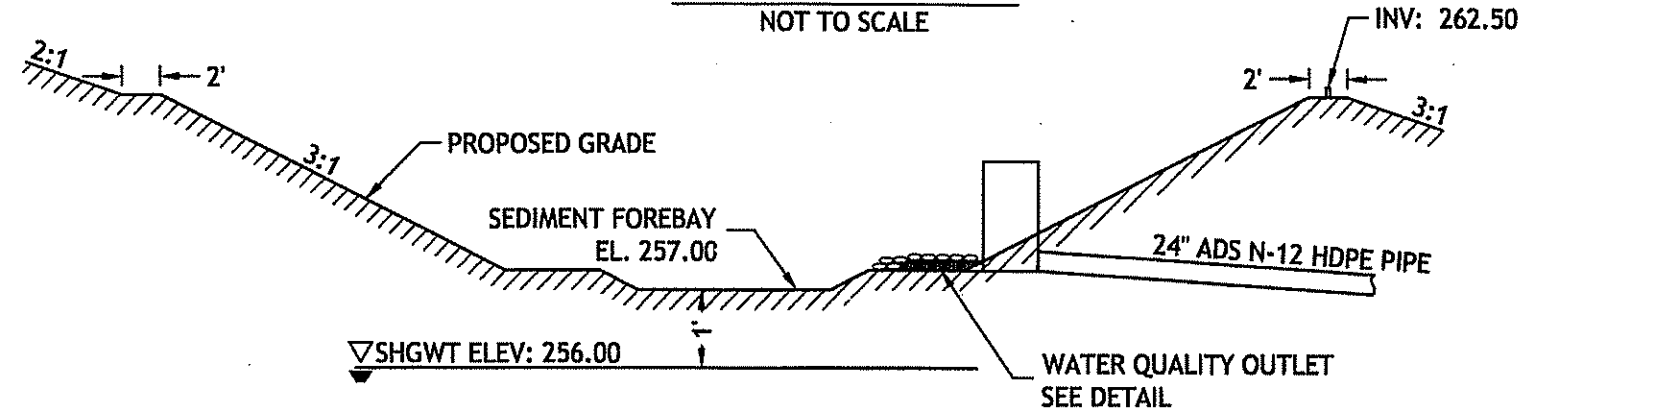 NOT TO SCALE
INV: 262.50
2:1
2'
2'
3:1
PROPOSED GRADE
3:1
SEDIMENT FOREBAY
EL. 257.00
24" ADS N-12 HDPE PIPE
1'
SHGWT ELEV: 256.00
WATER QUALITY OUTLET
SEE DETAIL